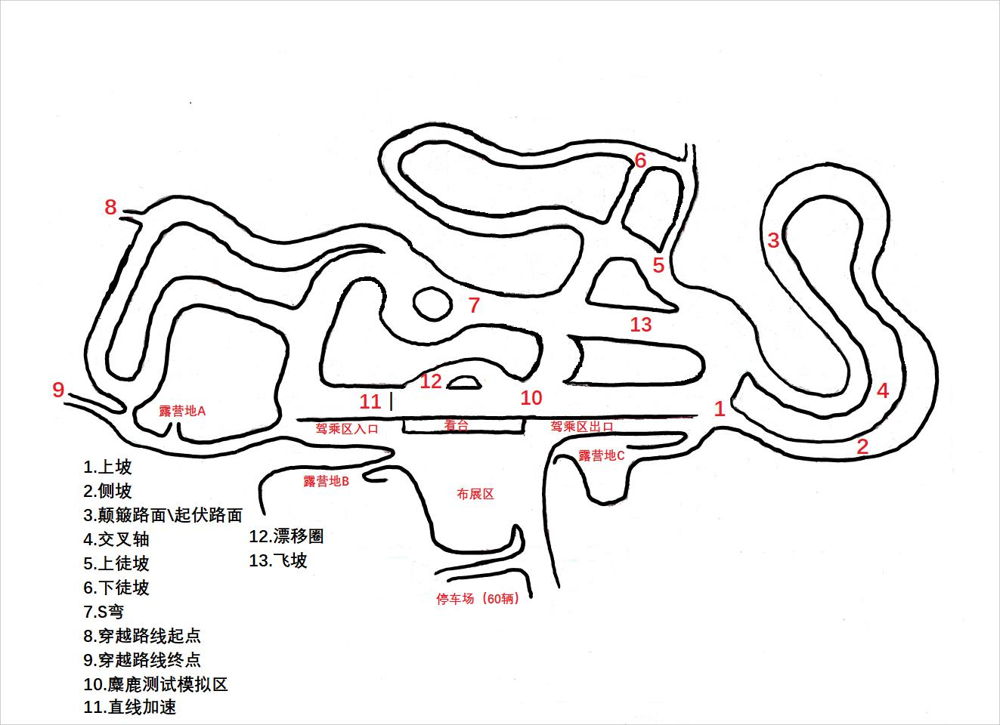 6
8
3
5
7
13
9
12
11
10
4
1
露营地A
驾乘区入口
看台
驾乘区出口
2
露营地C
露营地B
布展区
停车场（60辆）
1.上坡
2.侧坡
3.颠簸路面\起伏路面
4.交叉轴
5.上徒坡
6.下徒坡
7.S弯
8.穿越路线起点
9.穿越路线终点
10.麋鹿测试模拟区
11.直线加速
12.漂移圈
13.飞坡